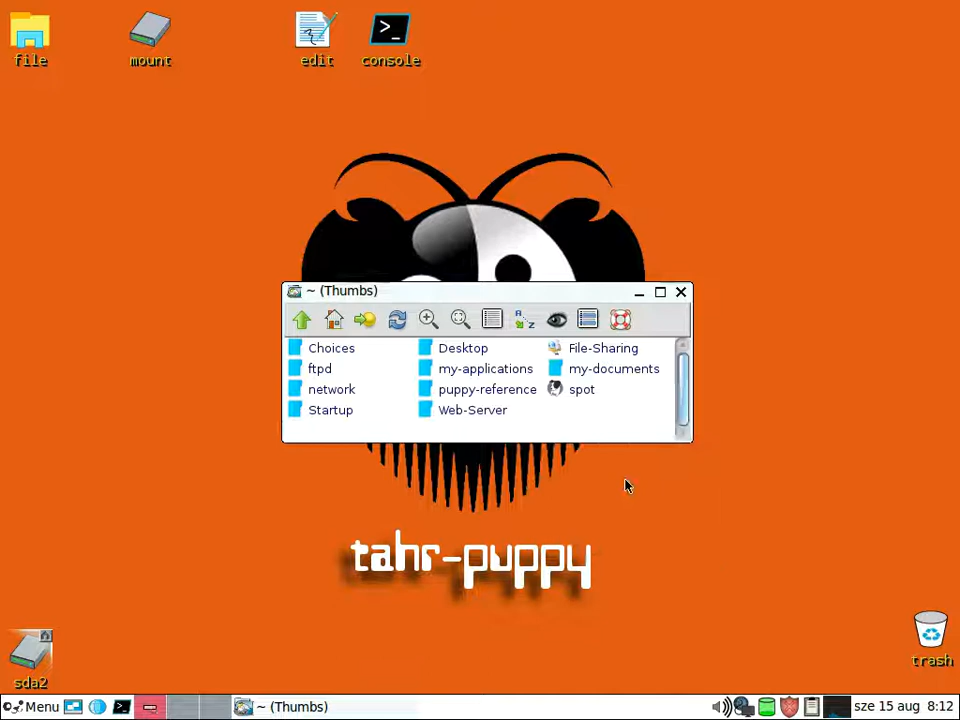 file mount edit console
~ (Thumbs)
Choices Desktop File-Sharing
ftpd my-applications my-documents
network puppy-reference spot
Startup Web-Server
tahr-puppy
sda2 trash
Menu ~ (Thumbs) sze 15 aug 8:12